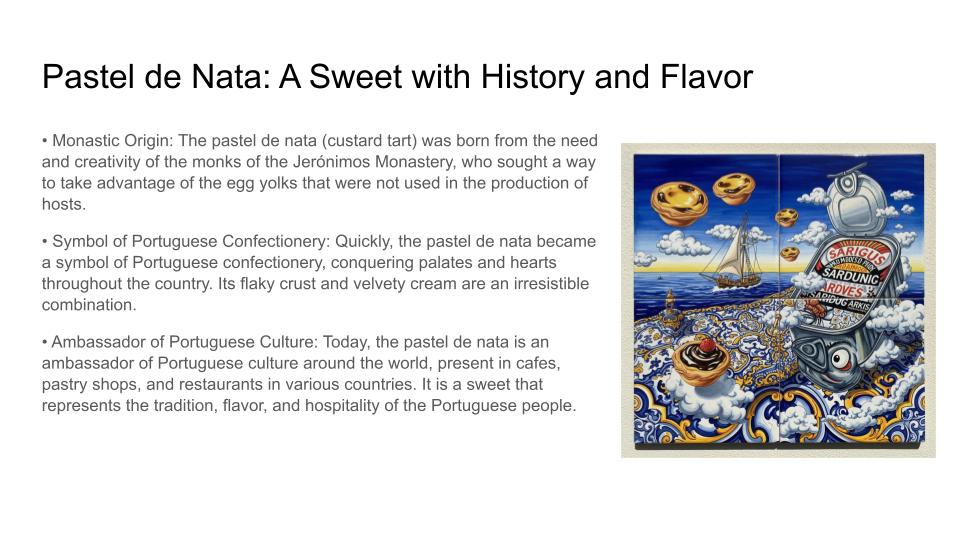 Pastel de Nata: A Sweet with History and Flavor
• Monastic Origin: The pastel de nata (custard tart) was born from the need
and creativity of the monks of the Jerónimos Monastery, who sought a way
to take advantage of the egg yolks that were not used in the production of
hosts.
• Symbol of Portuguese Confectionery: Quickly, the pastel de nata became
a symbol of Portuguese confectionery, conquering palates and hearts
throughout the country. Its flaky crust and velvety cream are an irresistible
combination.
• Ambassador of Portuguese Culture: Today, the pastel de nata is an
ambassador of Portuguese culture around the world, present in cafes,
pastry shops, and restaurants in various countries. It is a sweet that
represents the tradition, flavor, and hospitality of the Portuguese people.
SARIGUS
SARDUNIG
ARDVES